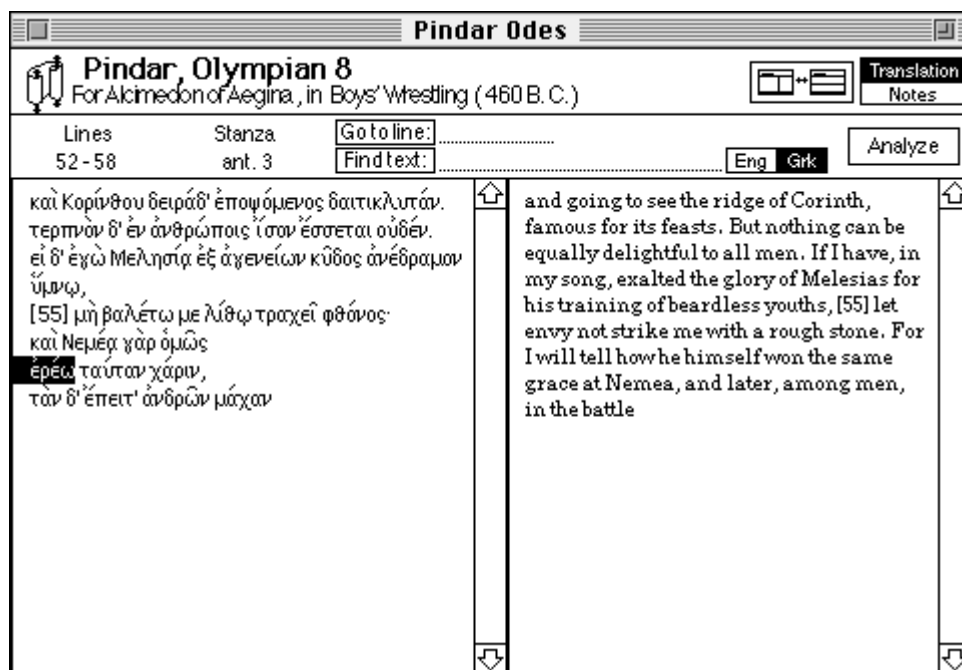 Pindar Odes
Pindar, Olympian 8
For Alcimedon of Aegina, in Boys' Wrestling (460 B.C.)
Translation
Notes
Lines
52-58
Stanza
ant. 3
Go to line:
Find text:
Eng Grk
Analyze
καὶ Κορίνθου δειράδ' ἐποψόμενος δαιτικλυτάν.
τερπνὸν δ' ἐν ἀνθρώποις ἴσον ἔσσεται οὐδέν.
εἰ δ' ἐγὼ Μελησίᾳ ἐξ ἀγενείων κῦδος ἀνέδραμον
ὕμνῳ,
[55] μὴ βαλέτω με λίθῳ τραχεῖ φθόνος·
καὶ Νεμέᾳ γὰρ ὁμῶς
ἐρέω ταύταν χάριν,
τὰν δ' ἔπειτ' ἀνδρῶν μάχαν
and going to see the ridge of Corinth,
famous for its feasts. But nothing can be
equally delightful to all men. If I have, in
my song, exalted the glory of Melesias for
his training of beardless youths, [55] let
envy not strike me with a rough stone. For
I will tell how he himself won the same
grace at Nemea, and later, among men,
in the battle